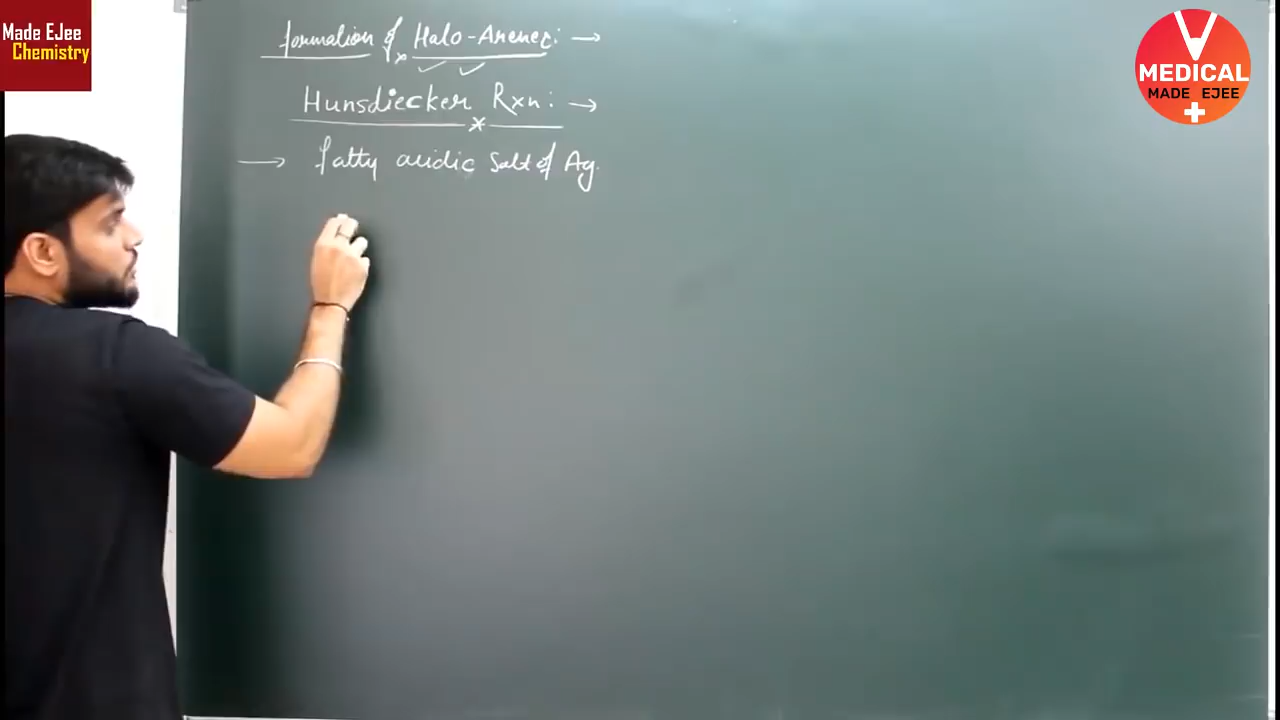 Made EJee
Chemistry
formation of Halo-Arenes: →
Hunsdiecker Rxn: →
→ fatty acidic Salt of Ag.
V
MEDICAL
MADE EJEE